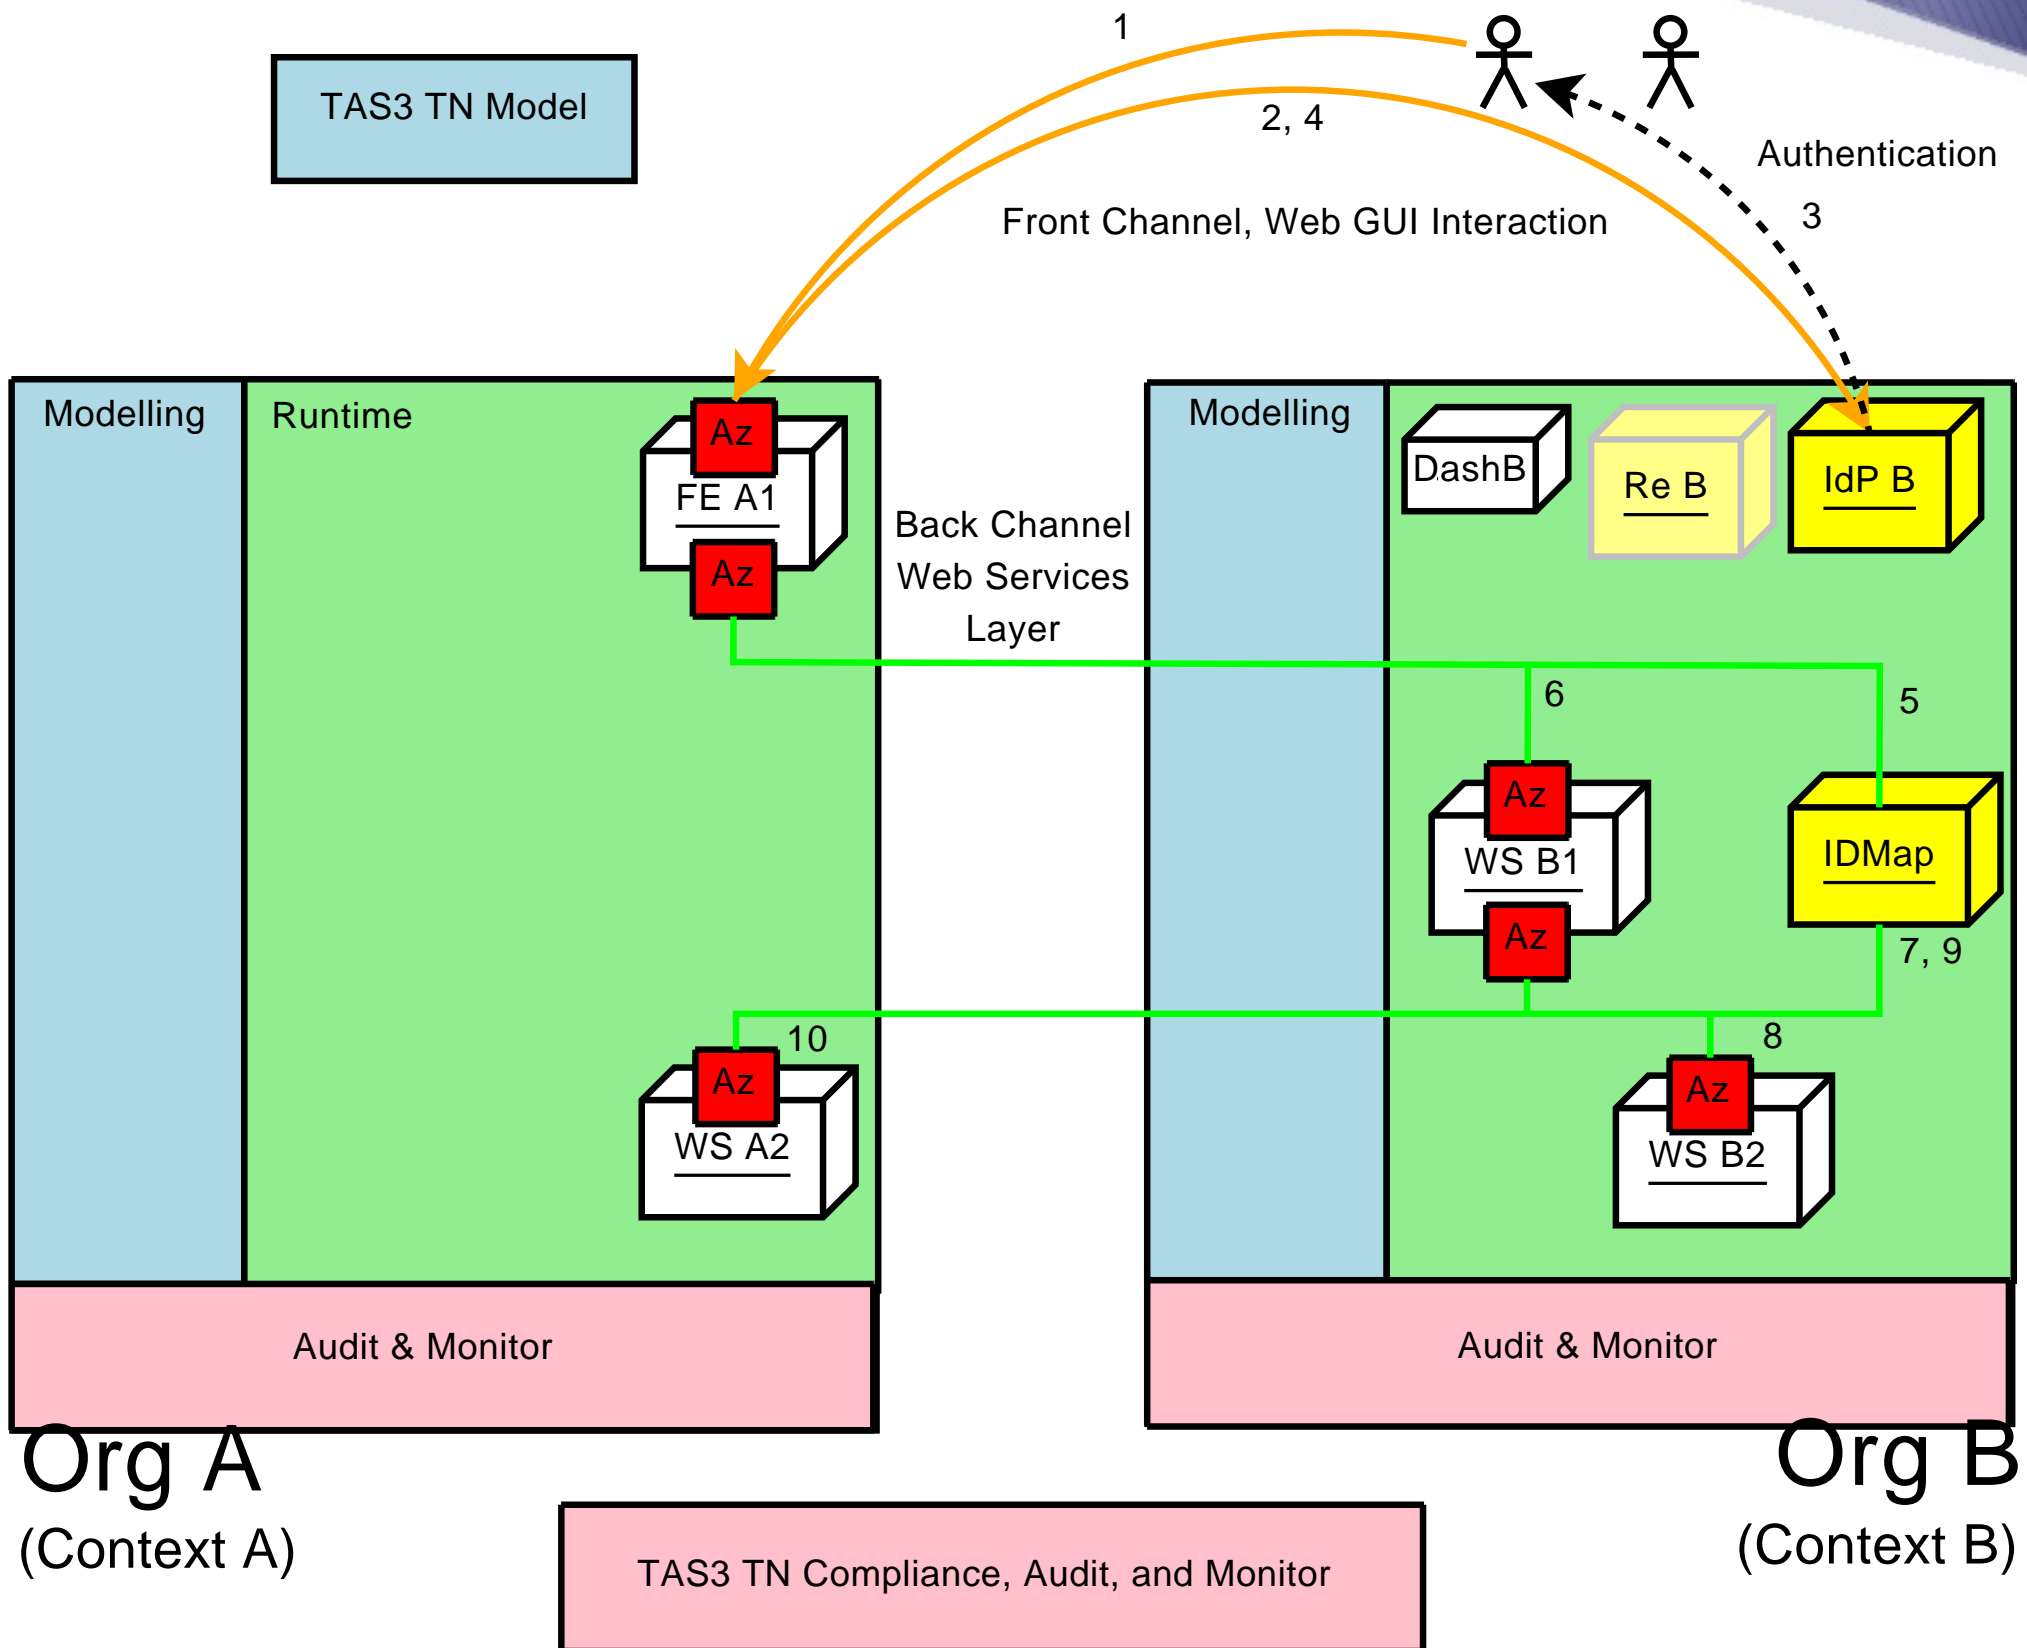 1
TAS3 TN Model
2, 4
Authentication
3
Front Channel, Web GUI Interaction
Modelling
Runtime
Az
FE A1
Az
Back Channel
Web Services
Layer
Modelling
DashB
Re B
IdP B
6
5
Az
WS B1
Az
IDMap
7, 9
10
Az
WS A2
8
Az
WS B2
Audit & Monitor
Audit & Monitor
Org A
(Context A)
Org B
(Context B)
TAS3 TN Compliance, Audit, and Monitor